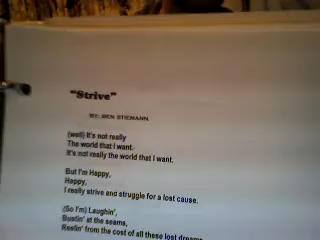 "Strive"
BY: BEN STIEMANN
(well) It's not really
The world that I want.
It's not really the world that I want.
But I'm Happy,
Happy,
I really strive and struggle for a lost cause.
(So I'm) Laughin',
Bustin' at the seams,
Reelin' from the cost of all these lost dreams